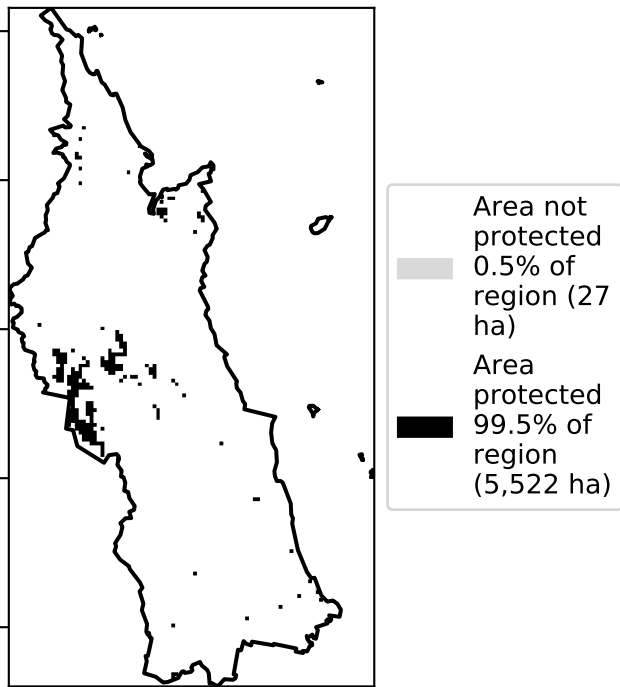 Area not
protected
0.5% of
region (27
ha)
Area
protected
99.5% of
region
(5,522 ha)